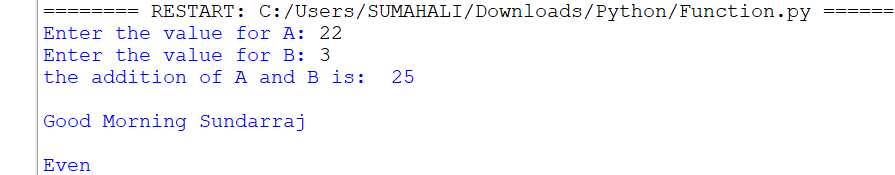 ======== RESTART: C:/Users/SUMAHALI/Downloads/Python/Function.py ======
Enter the value for A: 22
Enter the value for B: 3
the addition of A and B is:  25
Good Morning Sundarraj
Even